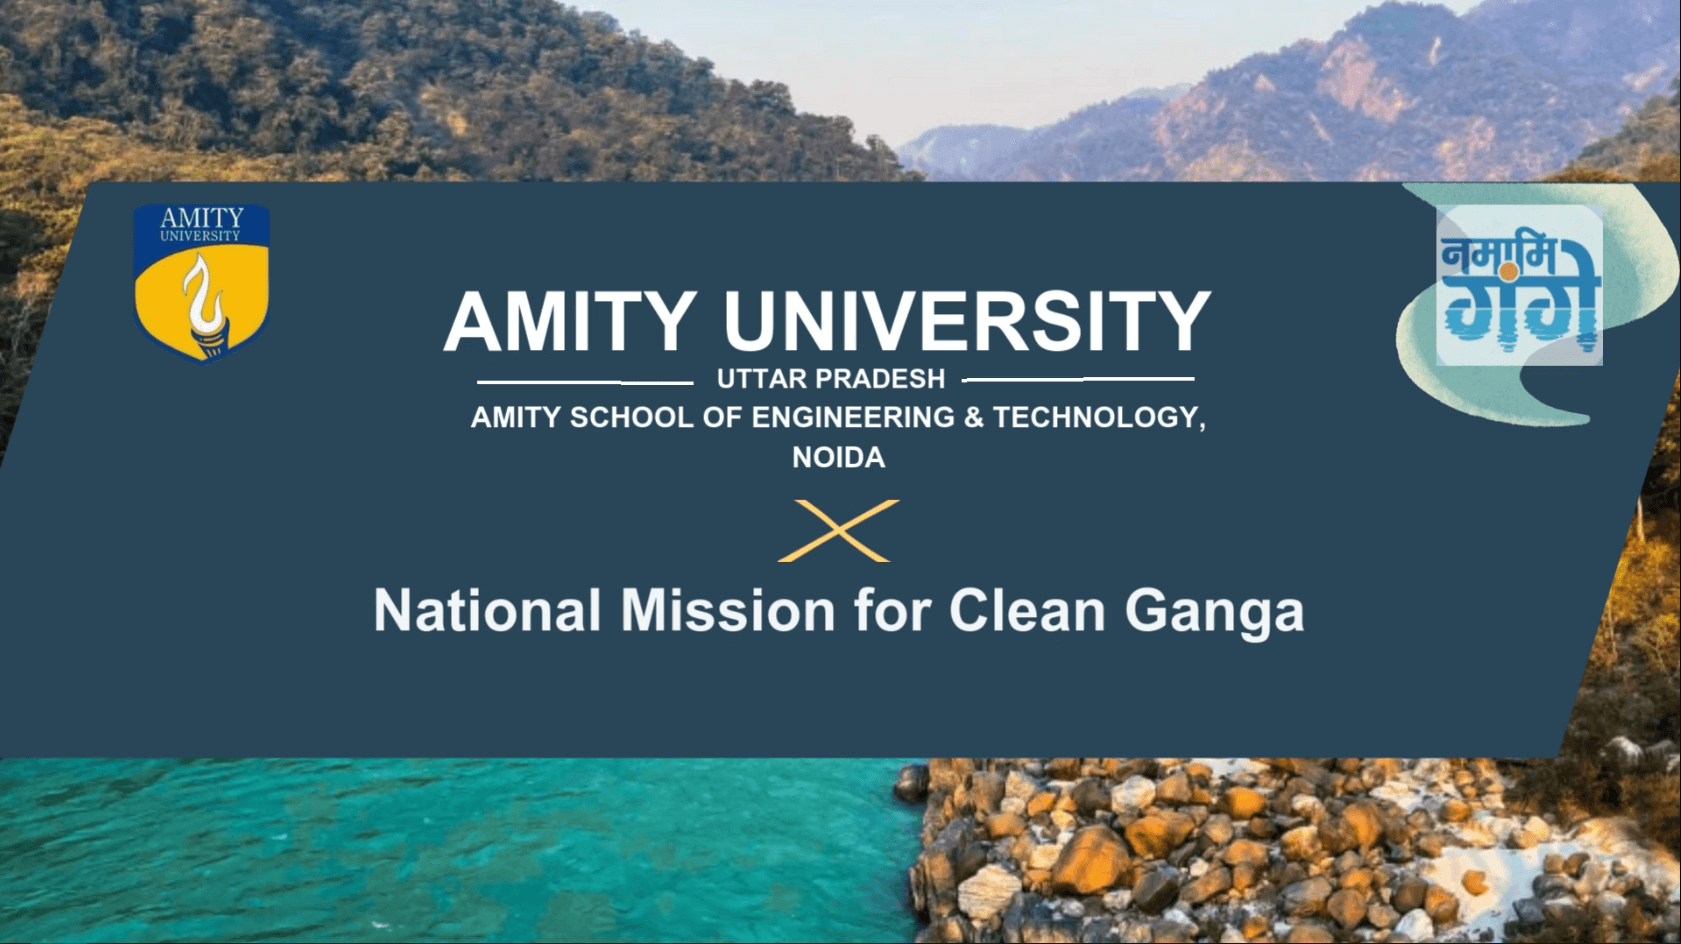 AMITY
UNIVERSITY
नमामि
गंगे
AMITY UNIVERSITY
UTTAR PRADESH
AMITY SCHOOL OF ENGINEERING & TECHNOLOGY,
NOIDA
National Mission for Clean Ganga